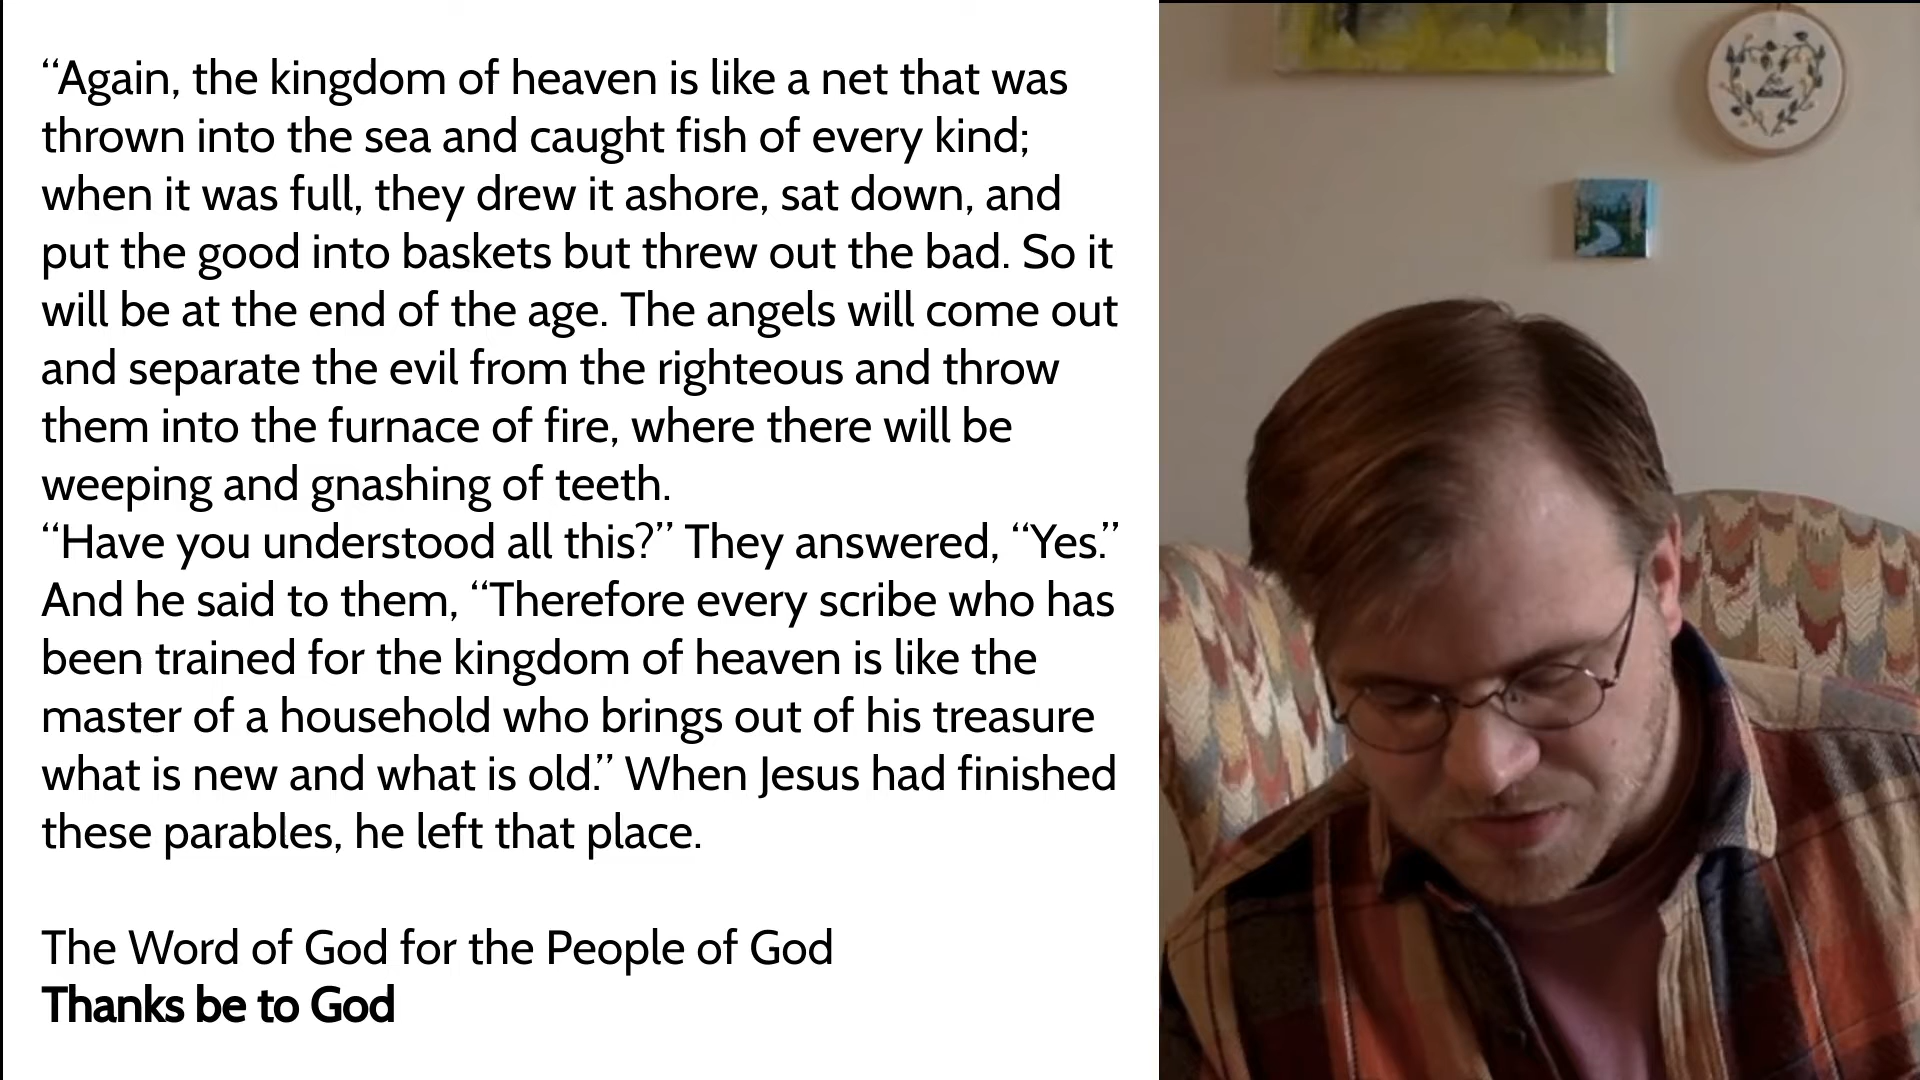 “Again, the kingdom of heaven is like a net that was
thrown into the sea and caught fish of every kind;
when it was full, they drew it ashore, sat down, and
put the good into baskets but threw out the bad. So it
will be at the end of the age. The angels will come out
and separate the evil from the righteous and throw
them into the furnace of fire, where there will be
weeping and gnashing of teeth.
“Have you understood all this?” They answered, “Yes.”
And he said to them, “Therefore every scribe who has
been trained for the kingdom of heaven is like the
master of a household who brings out of his treasure
what is new and what is old.” When Jesus had finished
these parables, he left that place.
The Word of God for the People of God
Thanks be to God
be
kind